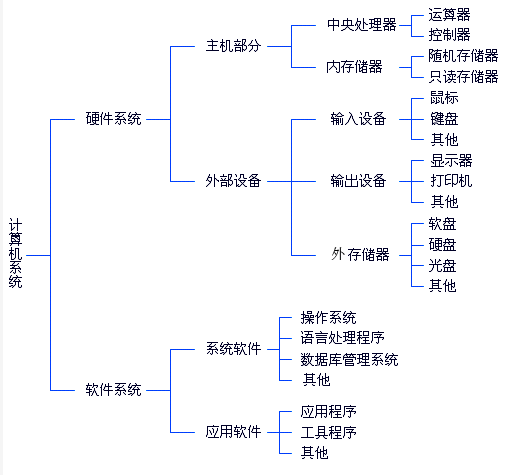 计算机系统
硬件系统
主机部分
中央处理器
运算器
控制器
内存储器
随机存储器
只读存储器
外部设备
输入设备
鼠标
键盘
其他
输出设备
显示器
打印机
其他
外存储器
软盘
硬盘
光盘
其他
软件系统
系统软件
操作系统
语言处理程序
数据库管理系统
其他
应用软件
应用程序
工具程序
其他